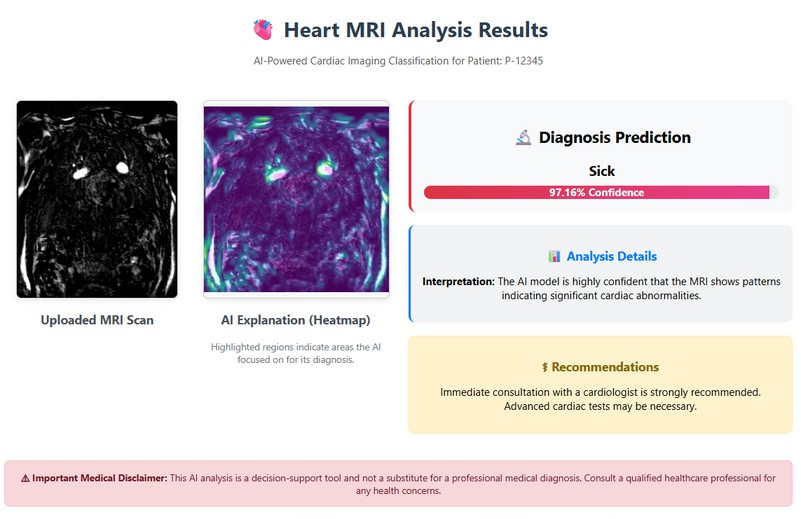 Heart MRI Analysis Results
AI-Powered Cardiac Imaging Classification for Patient: P-12345
Uploaded MRI Scan
AI Explanation (Heatmap)
Highlighted regions indicate areas the AI
focused on for its diagnosis.
Diagnosis Prediction
Sick
97.16% Confidence
Analysis Details
Interpretation: The AI model is highly confident that the MRI shows patterns
indicating significant cardiac abnormalities.
Recommendations
Immediate consultation with a cardiologist is strongly recommended.
Advanced cardiac tests may be necessary.
⚠ Important Medical Disclaimer: This AI analysis is a decision-support tool and not a substitute for a professional medical diagnosis. Consult a qualified healthcare professional for
any health concerns.